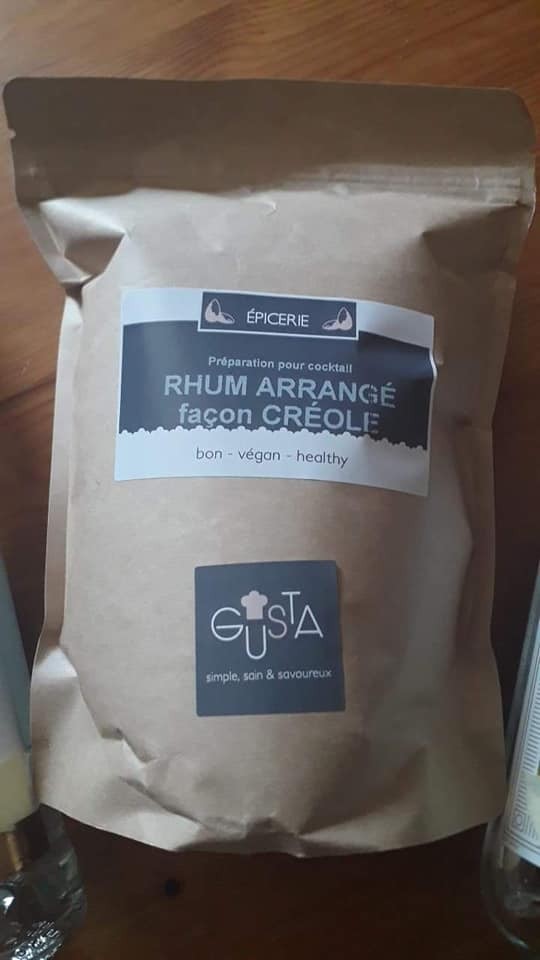 ÉPICERIE
Préparation pour cocktail
RHUM ARRANGÉ
façon CRÉOLE
bon - végan - healthy
GUSTA
simple, sain & savoureux